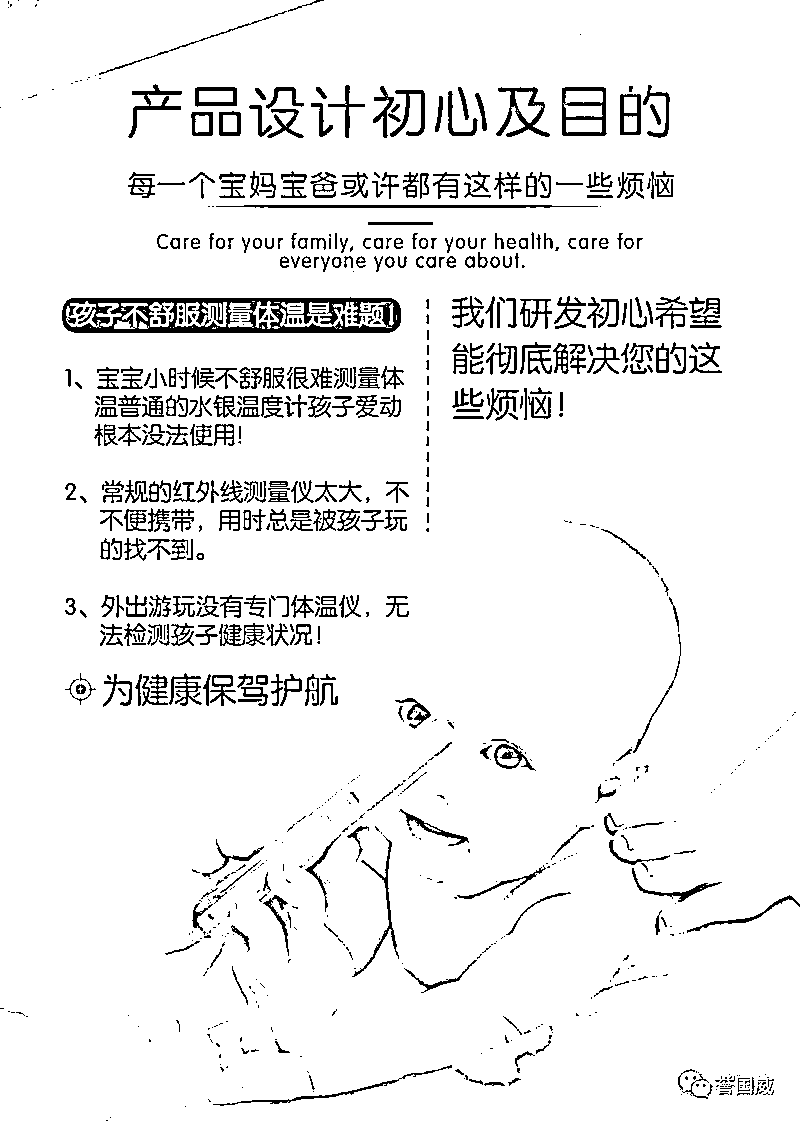 产品设计初心及目的
每一个宝妈宝爸或许都有这样的一些烦恼
Care for your family, care for your health, care for
everyone you care about.
孩子不舒服测量体温是难题!
1、宝宝小时候不舒服很难测量体
温普通的水银温度计孩子爱动
根本没法使用!
2、常规的红外线测量仪太大，不
不便携带，用时总是被孩子玩
的找不到。
3、外出游玩没有专门体温仪，无
法检测孩子健康状况!
为健康保驾护航
我们研发初心希望
能彻底解决您的这
些烦恼!
誉国威